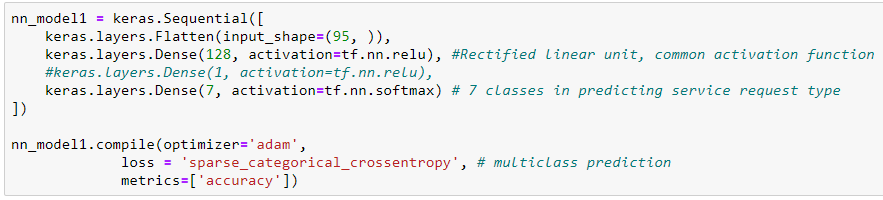 nn_model1 = keras.Sequential([
    keras.layers.Flatten(input_shape=(95, )),
    keras.layers.Dense(128, activation=tf.nn.relu), #Rectified linear unit, common activation function
    #keras.layers.Dense(1, activation=tf.nn.relu),
    keras.layers.Dense(7, activation=tf.nn.softmax) # 7 classes in predicting service request type
])

nn_model1.compile(optimizer='adam',
              loss = 'sparse_categorical_crossentropy', # multiclass prediction
              metrics=['accuracy'])